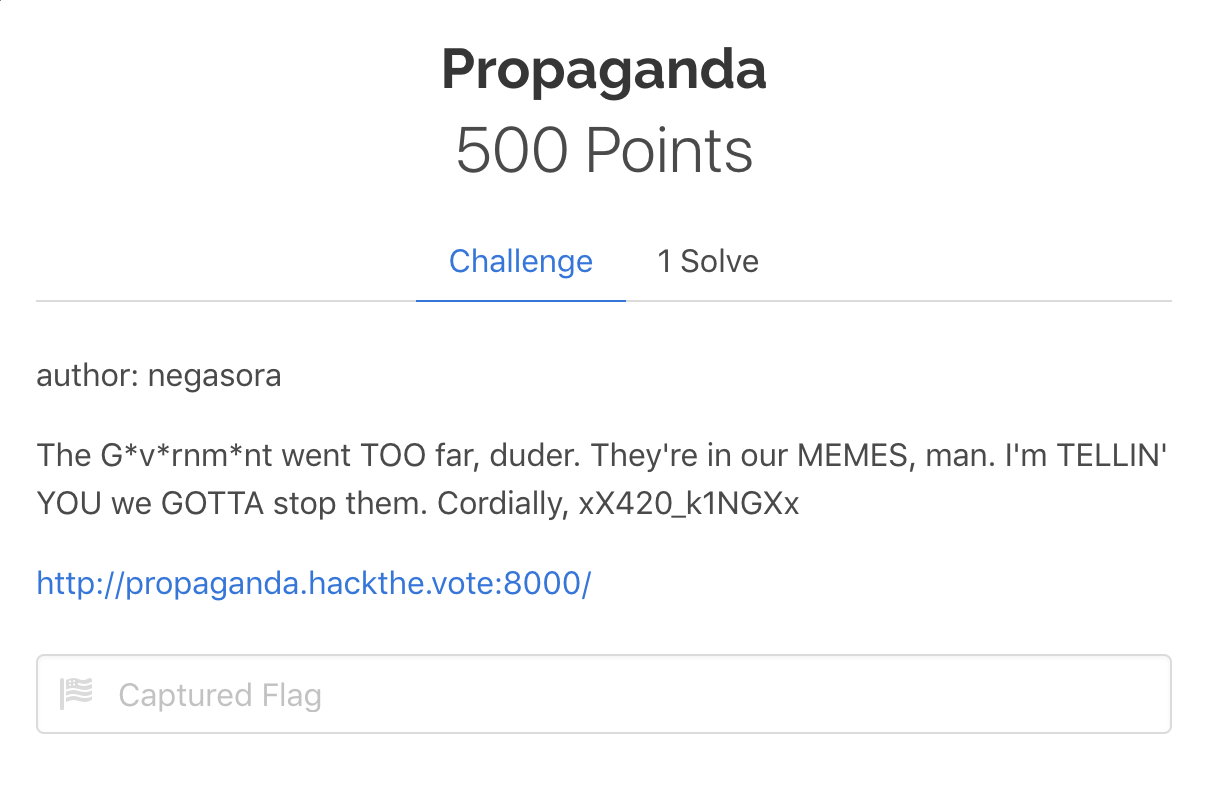 Propaganda
500 Points
Challenge 1 Solve
author: negasora
The G*v*rnm*nt went TOO far, duder. They're in our MEMES, man. I'm TELLIN'
YOU we GOTTA stop them. Cordially, xX420_k1NGXx
http://propaganda.hackthe.vote:8000/
Captured Flag